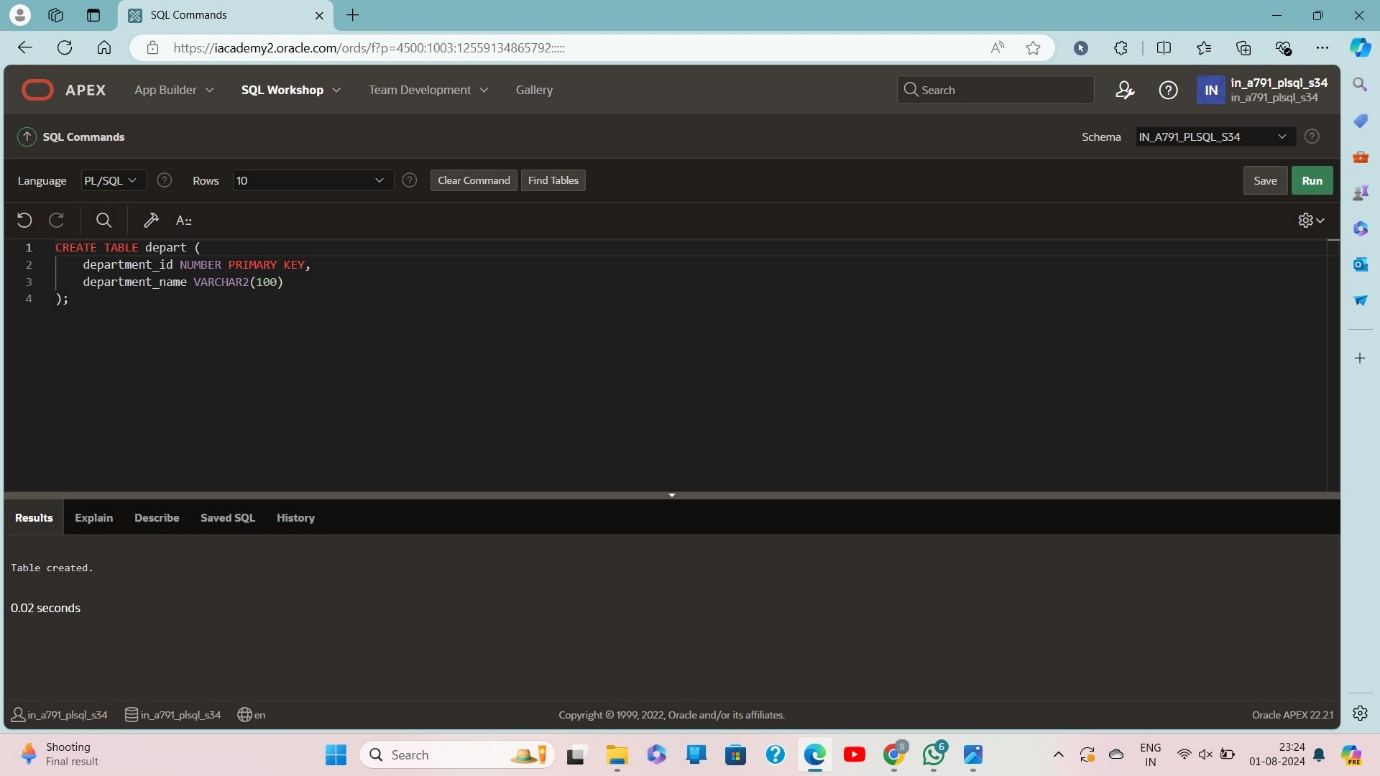 SQL Commands
https://iacademy2.oracle.com/ords/f?p=4500:1003:12559134865792:::::
APEX
App Builder
SQL Workshop
Team Development
Gallery
Search
IN
in_a791_plsql_s34
in_a791_plsql_s34
SQL Commands
Schema
IN_A791_PLSQL_S34
Language
PL/SQL
Rows
10
Clear Command
Find Tables
Save
Run
A::
1 CREATE TABLE depart (
2 department_id NUMBER PRIMARY KEY,
3 department_name VARCHAR2(100)
4 );
Results
Explain
Describe
Saved SQL
History
Table created.
0.02 seconds
in_a791_plsql_s34
in_a791_plsql_s34
en
Copyright © 1999, 2022, Oracle and/or its affiliates.
Oracle APEX 22.2.1
Shooting
Final result
Search
S
6
ENG
IN
23:24
01-08-2024
PRE